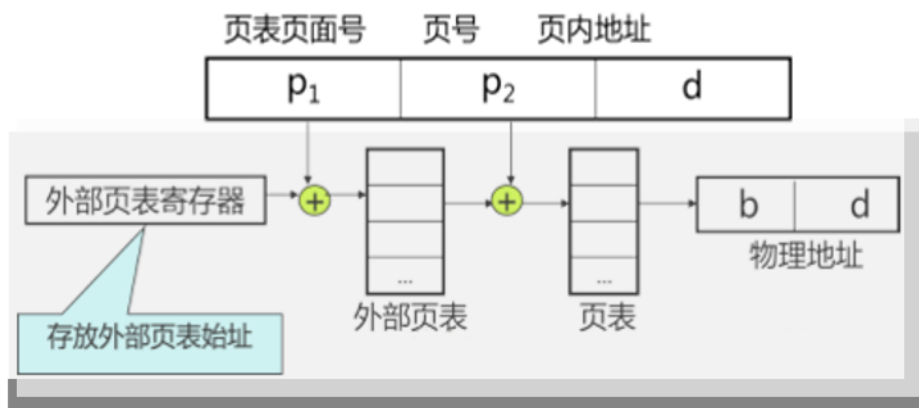 页表页面号 页号 页内地址
p1 p2 d
外部页表寄存器 + + b d
物理地址
... ...
外部页表 页表
存放外部页表始址